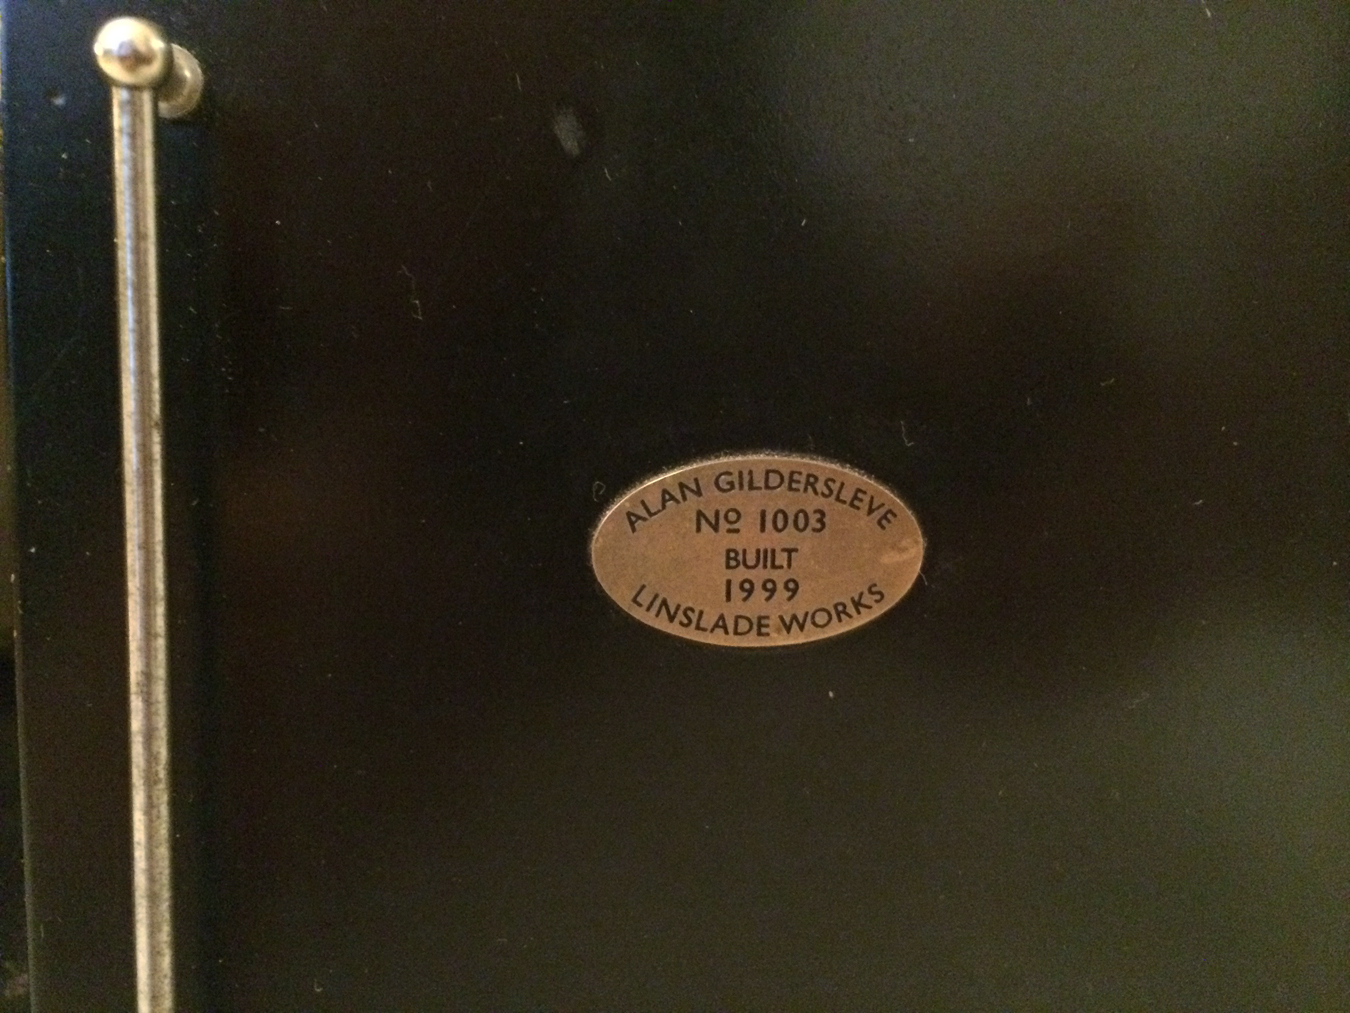 ALAN GILDERSLEVE
Nº 1003
BUILT
1999
LINSLADE WORKS